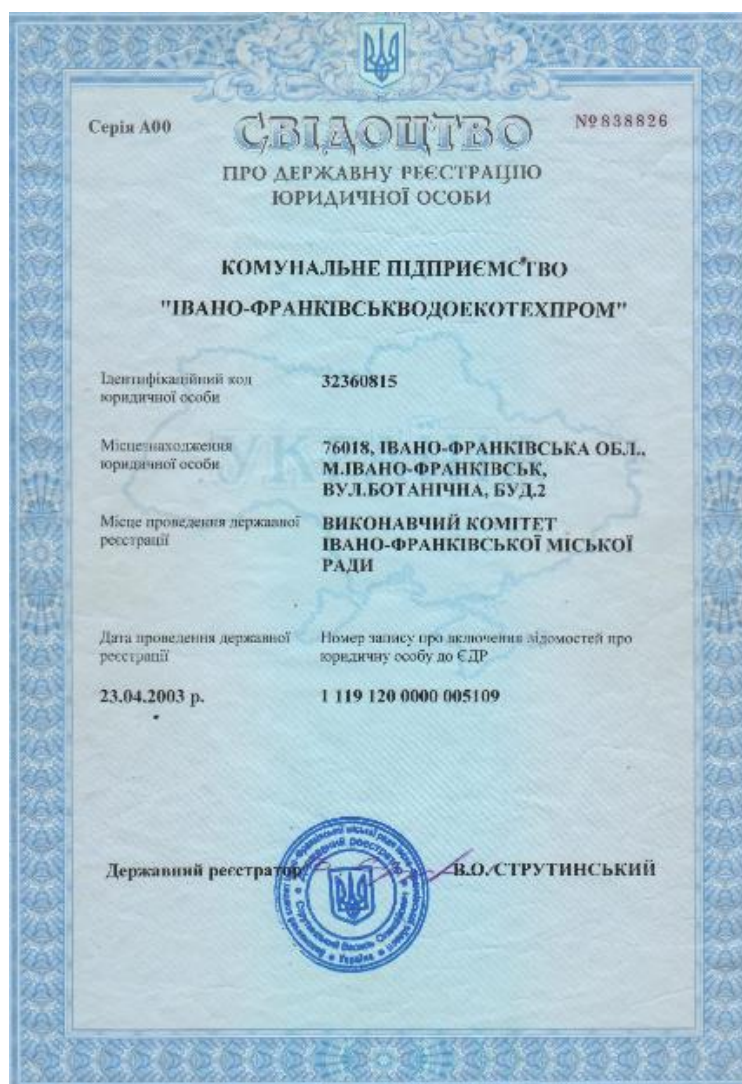 Серія А00
№838826
СВІДОЦТВО
ПРО ДЕРЖАВНУ РЕЄСТРАЦІЮ
ЮРИДИЧНОЇ ОСОБИ
КОМУНАЛЬНЕ ПІДПРИЄМСТВО
"ІВАНО-ФРАНКІВСЬКВОДОЕКОТЕХПРОМ"
Ідентифікаційний код
юридичної особи
32360815
Місцезнаходження
юридичної особи
76018, ІВАНО-ФРАНКІВСЬКА ОБЛ.,
М.ІВАНО-ФРАНКІВСЬК,
ВУЛ.БОТАНІЧНА, БУД.2
Місце проведення державної
реєстрації
ВИКОНАВЧИЙ КОМІТЕТ
ІВАНО-ФРАНКІВСЬКОЇ МІСЬКОЇ
РАДИ
Дата проведення державної
реєстрації
Номер запису про включення відомостей про
юридичну особу до ЄДР
23.04.2003 р.
1 119 120 0000 005109
Державний реєстратор
В.О.СТРУТИНСЬКИЙ
Україна